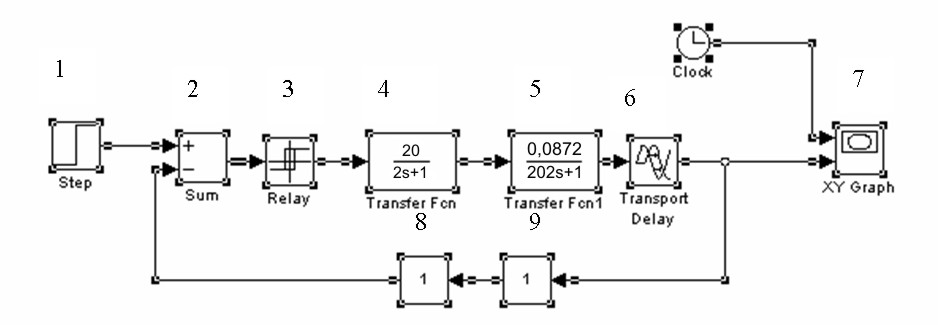 1
2
3
4
5
6
7
8
9
Clock
Step
+
−
Sum
Relay
20
2s+1
Transfer Fcn
0,0872
202s+1
Transfer Fcn1
Transport
Delay
XY Graph
1
1